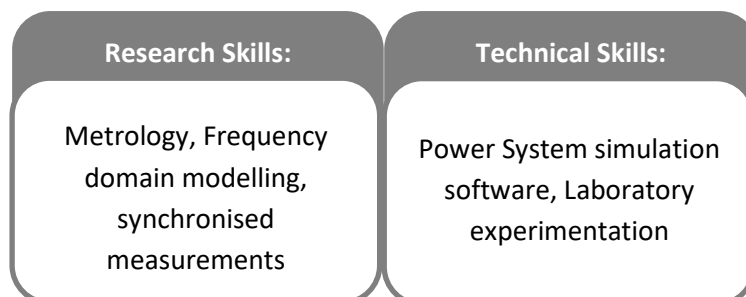 Research Skills:
Metrology, Frequency
domain modelling,
synchronised
measurements
Technical Skills:
Power System simulation
software, Laboratory
experimentation